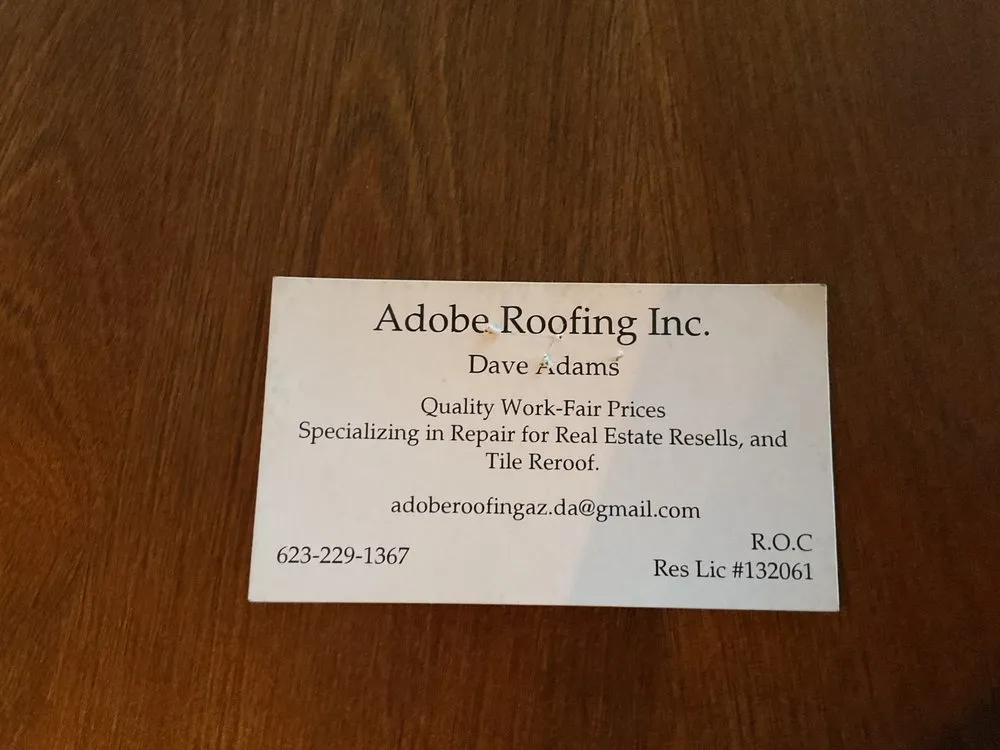 Adobe Roofing Inc.
Dave Adams
Quality Work-Fair Prices
Specializing in Repair for Real Estate Resells, and
Tile Reroof.
adoberoofingaz.da@gmail.com
623-229-1367
R.O.C
Res Lic #132061